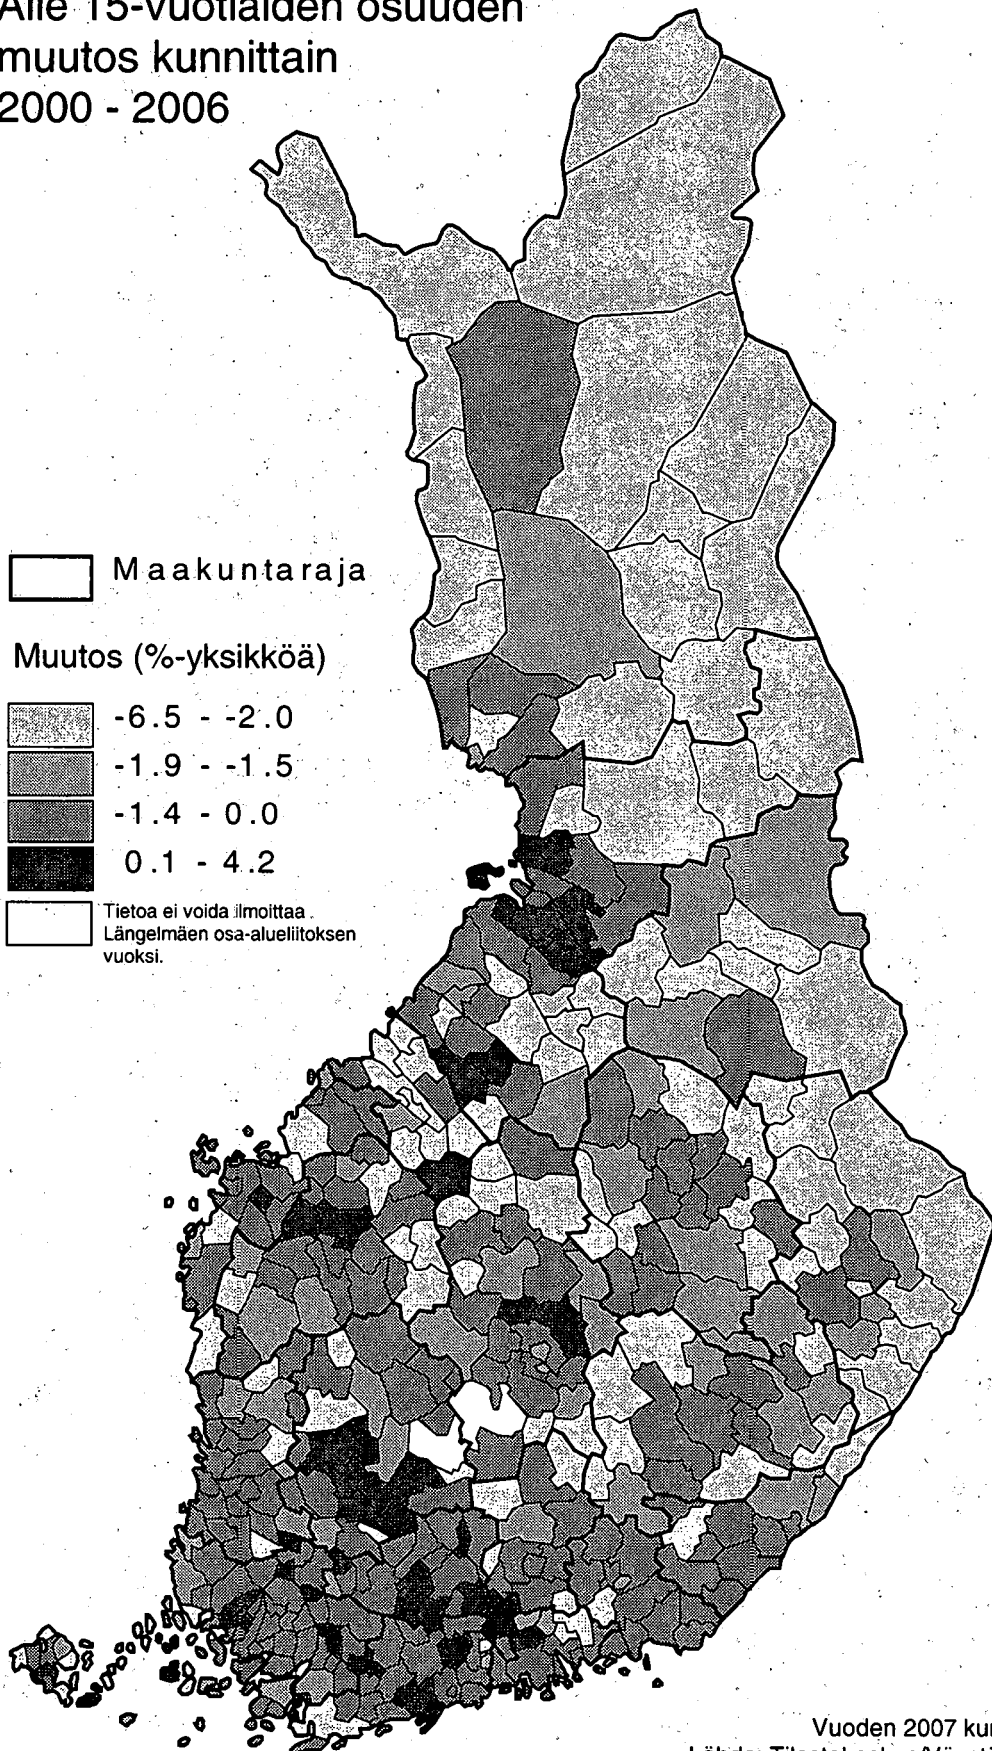 Alle 15-vuotiaiden osuuden
muutos kunnittain
2000 - 2006
Maakuntaraja
Muutos (%-yksikköä)
-6.5 - -2.0
-1.9 - -1.5
-1.4 - 0.0
0.1 - 4.2
Tietoa ei voida ilmoittaa
Längelmäen osa-alueliitoksen
vuoksi.
Vuoden 2007